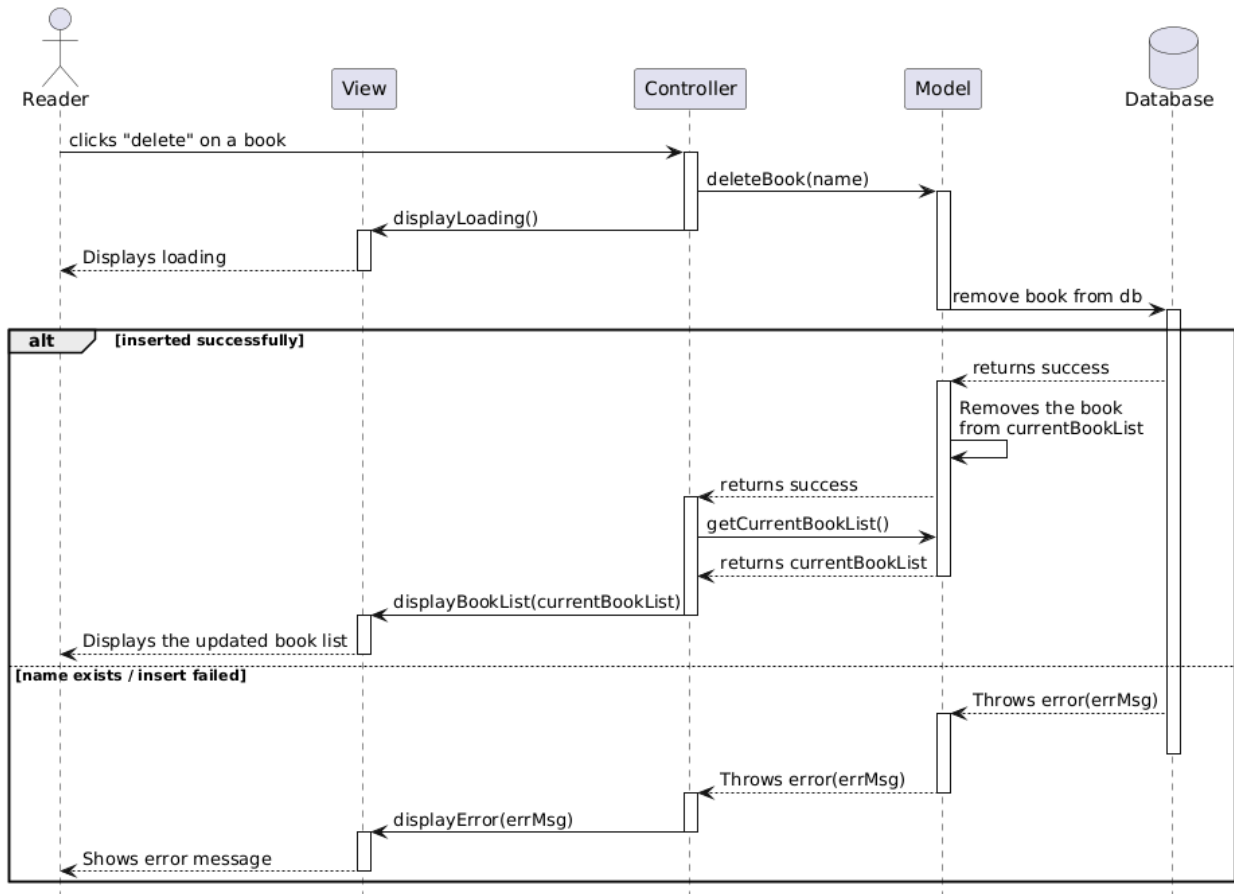 Reader
View
Controller
Model
Database
clicks "delete" on a book
deleteBook(name)
displayLoading()
Displays loading
remove book from db
alt
[inserted successfully]
returns success
Removes the book
from currentBookList
returns success
getCurrentBookList()
returns currentBookList
displayBookList(currentBookList)
Displays the updated book list
[name exists / insert failed]
Throws error(errMsg)
Throws error(errMsg)
displayError(errMsg)
Shows error message